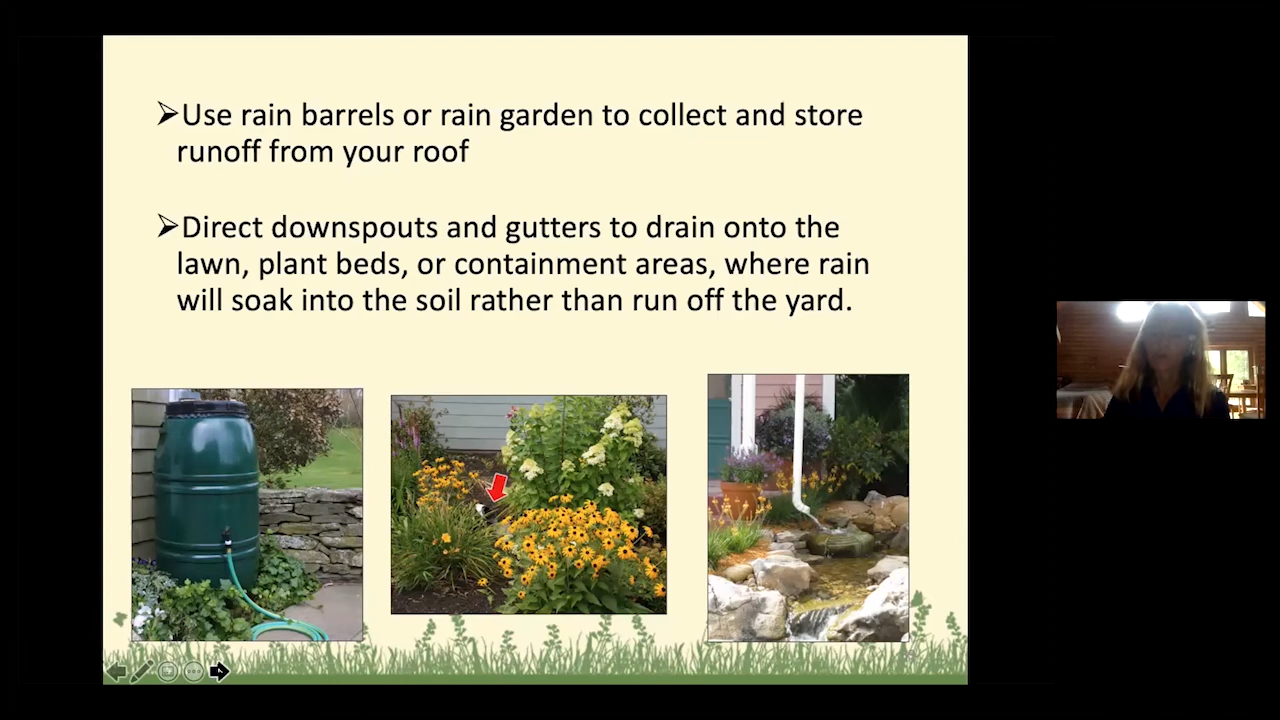 ➢Use rain barrels or rain garden to collect and store
runoff from your roof
➢Direct downspouts and gutters to drain onto the
lawn, plant beds, or containment areas, where rain
will soak into the soil rather than run off the yard.